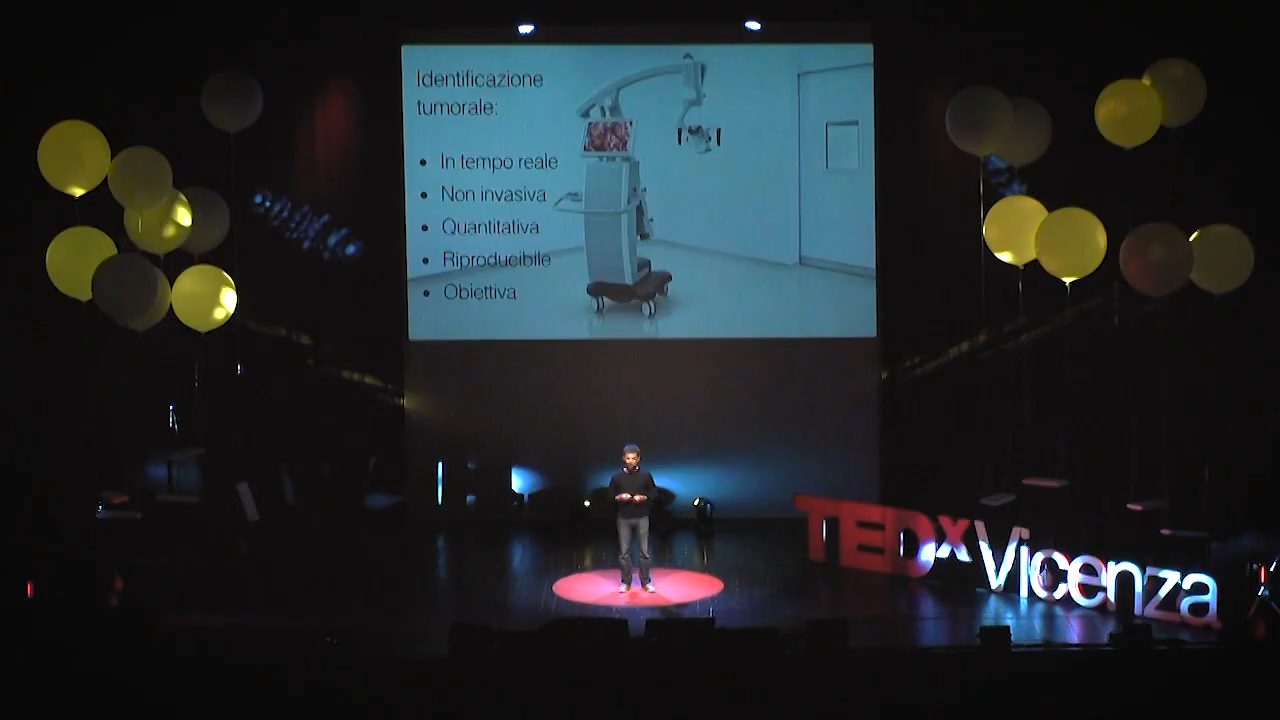 Identificazione
tumorale:
• In tempo reale
• Non invasiva
• Quantitativa
• Riproducibile
• Obiettiva
TEDxVicenza